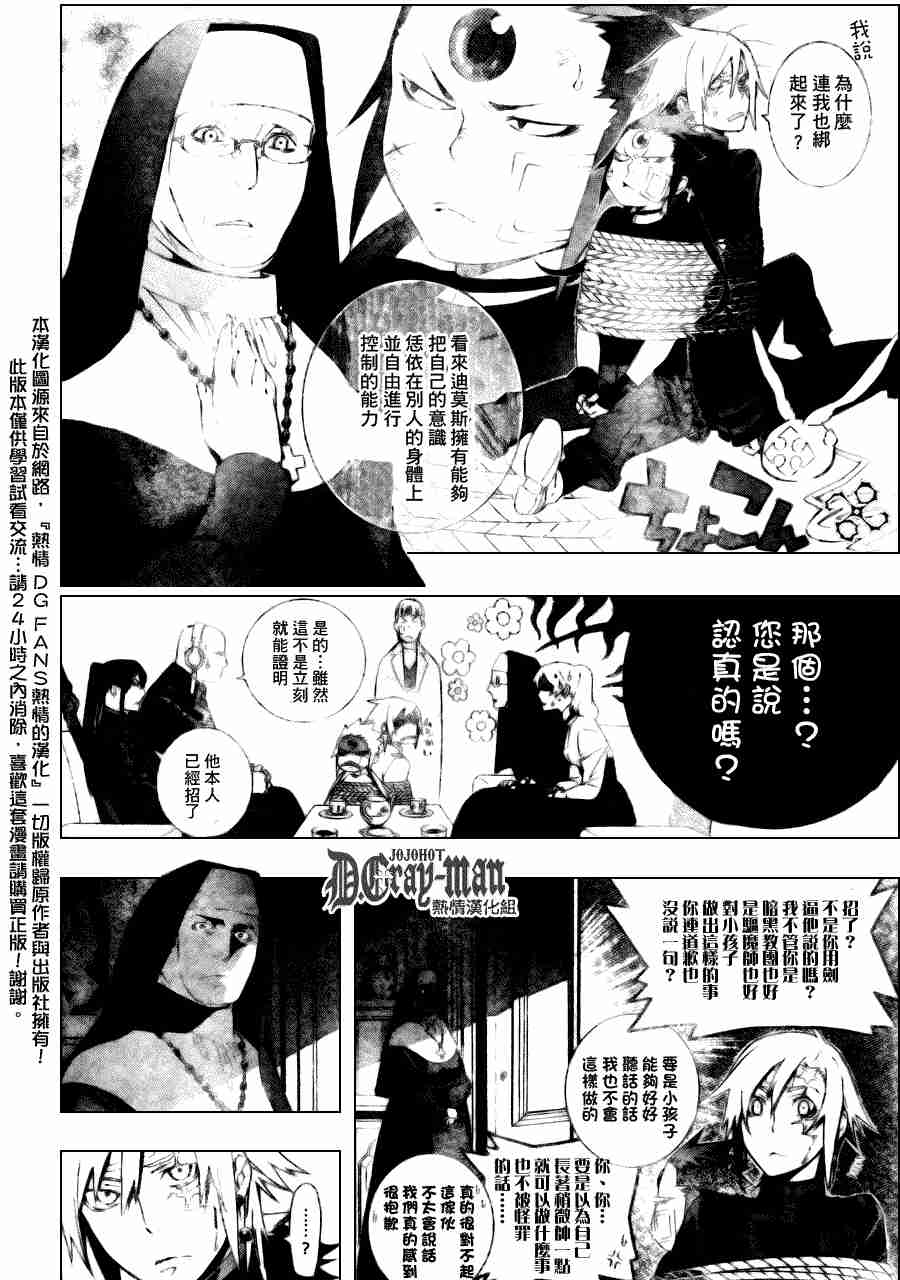 我說
為什麼
連我也綁
起來了？
看來迪莫斯擁有能夠
把自己的意識
恁依在別人的身體上
並自由進行
控制的能力
ちょこん
那個…？
您是說
認真的嗎？
是的…雖然
這不是立刻
就能證明
他本人
已經招了
JOJOHOT
D.Gray-man
熱情漢化組
招了？
不是你用劍
逼他說的嗎？
我不管你是
暗黑教團也好
是驅魔師也好
對小孩子
做出這樣的事
你連道歉也
沒說一句？
要是小孩子
能夠好好
聽話的話
我也不會
這樣做的
你、你…
要是以為自己
長著稍微帥一點
就可以做什麼事
也不被怪罪
的話……
真的很對不起
這傢伙
不太會說話
我們真的感到
很抱歉
……？
本漢化圖源來自於網路．『熱情DG FANS熱情的漢化』一切版權歸原作者與出版社擁有！
此版本僅供學習試看交流…請24小時之內消除．喜歡這套漫畫請購買正版！謝謝。